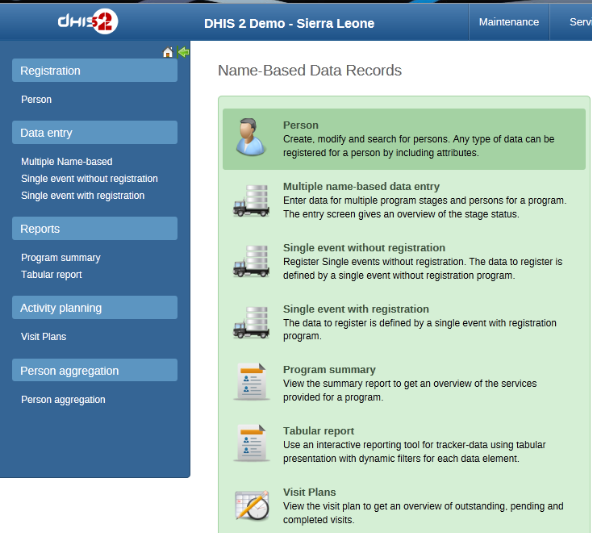 dHIS2
DHIS 2 Demo - Sierra Leone
Maintenance
Serv
Registration
Person
Data entry
Multiple Name-based
Single event without registration
Single event with registration
Reports
Program summary
Tabular report
Activity planning
Visit Plans
Person aggregation
Person aggregation
Name-Based Data Records
Person
Create, modify and search for persons. Any type of data can be
registered for a person by including attributes.
Multiple name-based data entry
Enter data for multiple program stages and persons for a program.
The entry screen gives an overview of the stage status.
Single event without registration
Register Single events without registration. The data to register is
defined by a single event without registration program.
Single event with registration
The data to register is defined by a single event with registration
program.
Program summary
View the summary report to get an overview of the services
provided for a program.
Tabular report
Use an interactive reporting tool for tracker-data using tabular
presentation with dynamic filters for each data element.
Visit Plans
View the visit plan to get an overview of outstanding, pending and
completed visits.